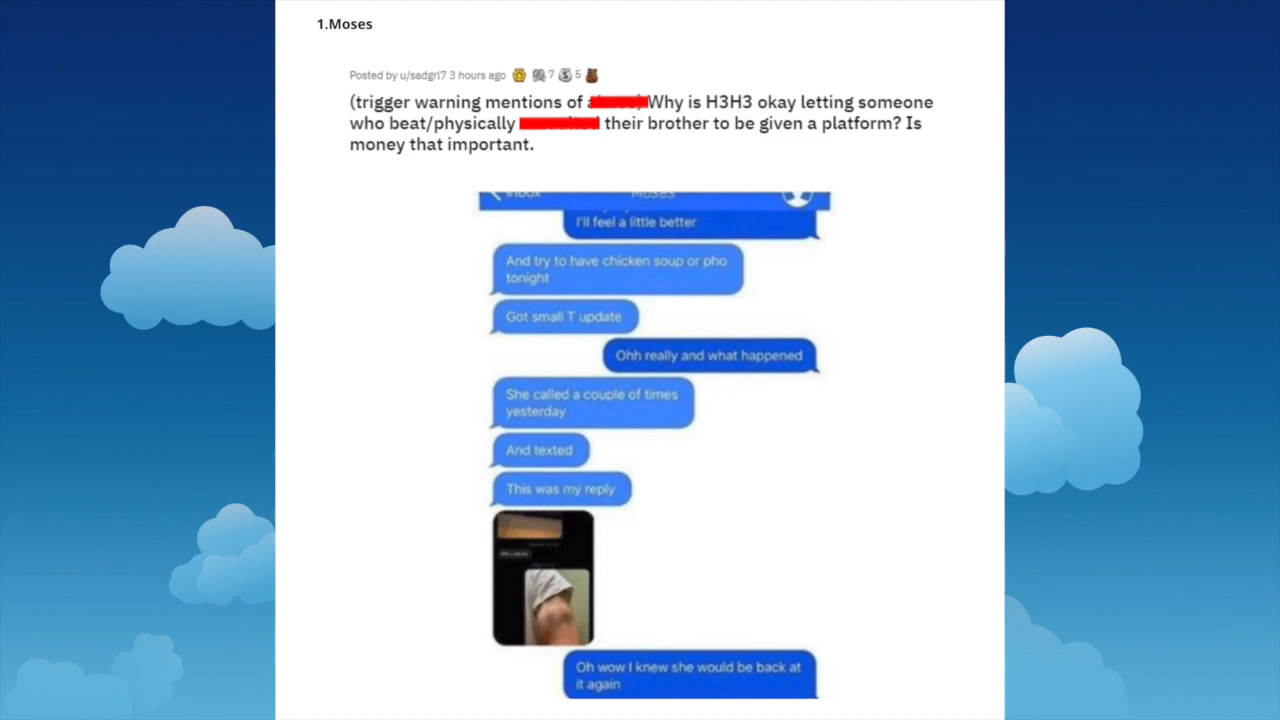 1.Moses
Posted by u/sadgrl7 3 hours ago 7 5
(trigger warning mentions of Why is H3H3 okay letting someone
who beat/physically their brother to be given a platform? Is
money that important.
Inbox Moses
I'll feel a little better
And try to have chicken soup or pho
tonight
Got small T update
Ohh really and what happened
She called a couple of times
yesterday
And texted
This was my reply
Oh wow I knew she would be back at
it again